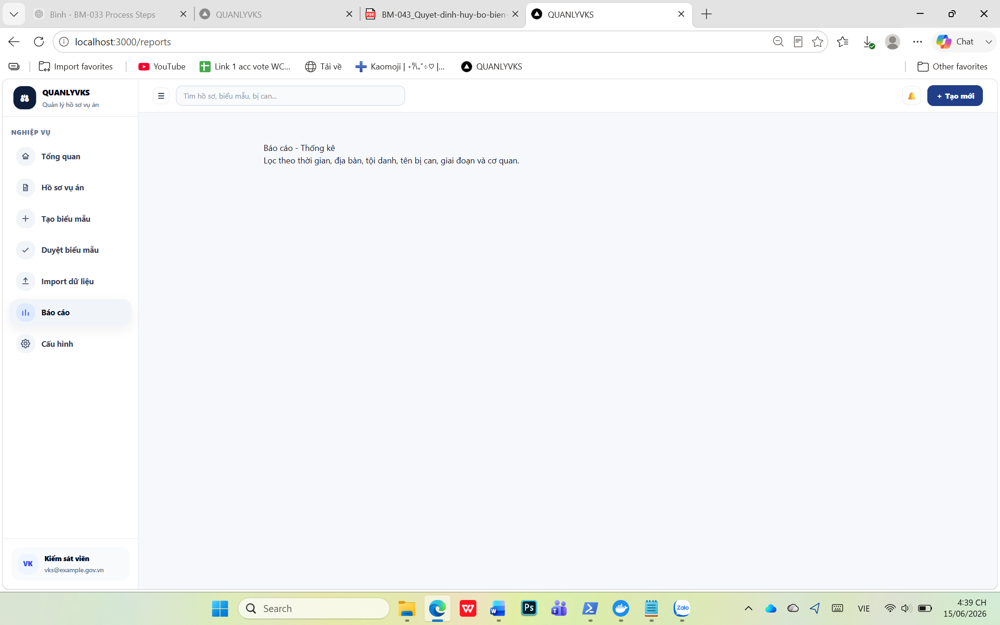 Bình - BM-033 Process Steps
QUANLYVKS
BM-043_Quyet-dinh-huy-bo-bien-
QUANLYVKS
localhost:3000/reports
Chat
Import favorites
YouTube
Link 1 acc vote WC...
Tải về
Kaomoji | ⋆𐙚₊˚⊹♡ |...
QUANLYVKS
Other favorites
QUANLYVKS
Quản lý hồ sơ vụ án
Tìm hồ sơ, biểu mẫu, bị can...
+ Tạo mới
NGHIỆP VỤ
Tổng quan
Hồ sơ vụ án
Tạo biểu mẫu
Duyệt biểu mẫu
Import dữ liệu
Báo cáo
Cấu hình
Báo cáo - Thống kê
Lọc theo thời gian, địa bàn, tội danh, tên bị can, giai đoạn và cơ quan.
VK
Kiểm sát viên
vks@example.gov.vn
Search
VIE
4:39 CH
15/06/2026